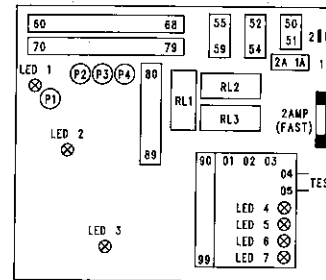 60 68 55 52 50
70 79 59 54 51 2
LED 1 P2 P3 P4 80 2A 1A 1
P1 RL1 RL2 2AMP
RL3 (FAST)
LED 2 89 90 01 02 03
04
TES
05
LED 4
LED 3 LED 5
LED 6
99 LED 7